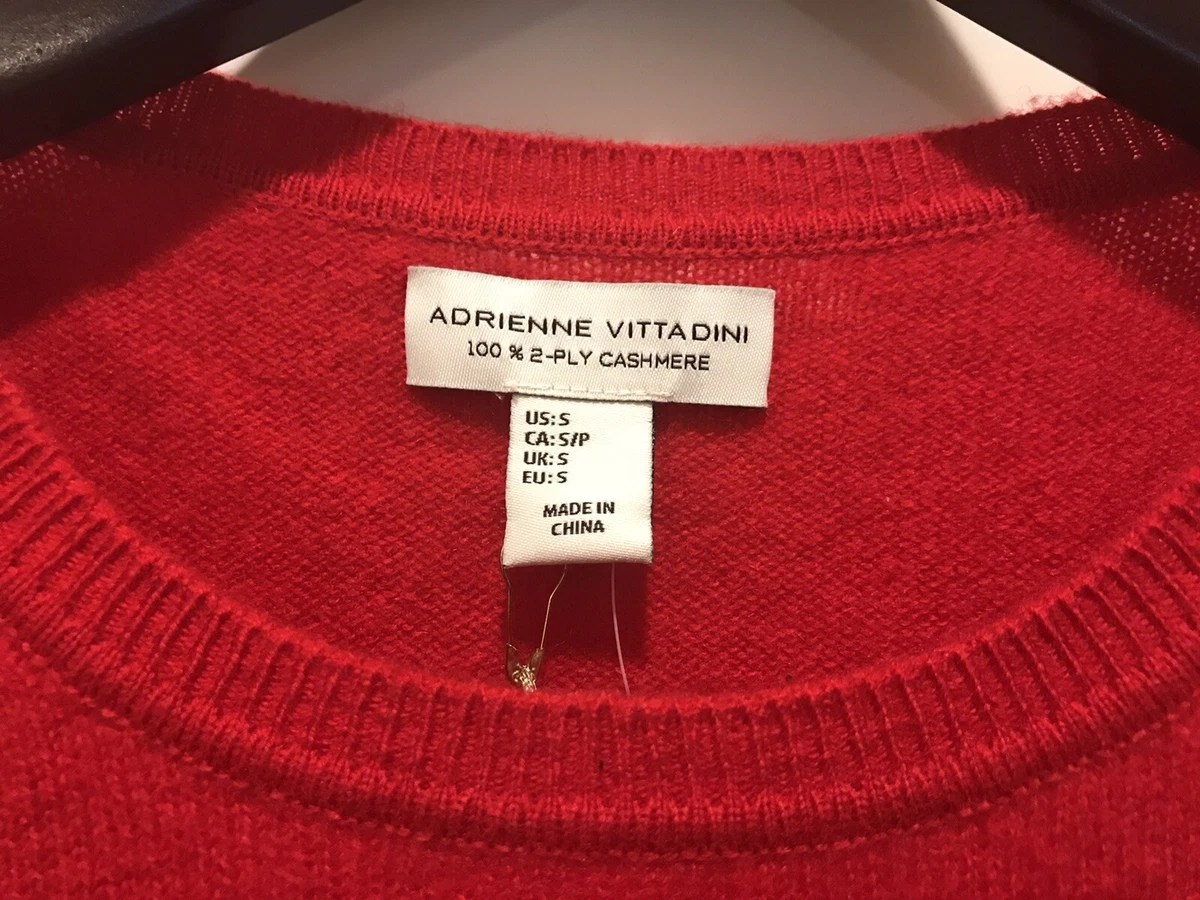 ADRIENNE VITTADINI
100 % 2-PLY CASHMERE
US: S
CA: S/P
UK: S
EU: S
MADE IN
CHINA